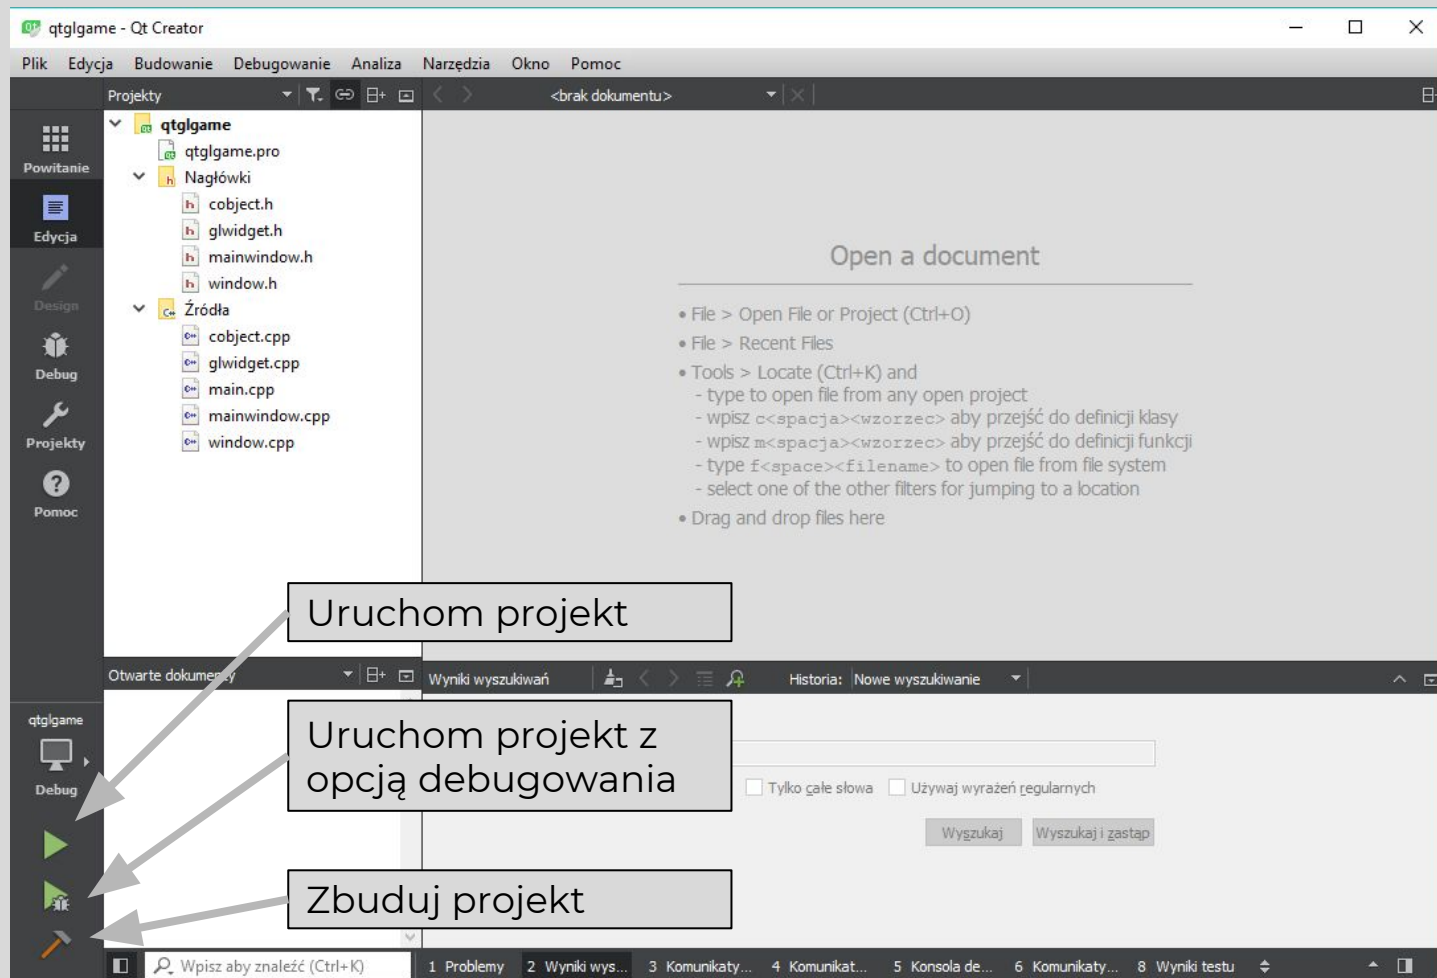 qtglgame - Qt Creator
Plik Edycja Budowanie Debugowanie Analiza Narzędzia Okno Pomoc
Projekty
<brak dokumentu>
Powitanie
Edycja
Design
Debug
Projekty
Pomoc
qtglgame
qtglgame.pro
Nagłówki
cobject.h
glwidget.h
mainwindow.h
window.h
Źródła
cobject.cpp
glwidget.cpp
main.cpp
mainwindow.cpp
window.cpp
Open a document
• File > Open File or Project (Ctrl+O)
• File > Recent Files
• Tools > Locate (Ctrl+K) and
- type to open file from any open project
- wpisz c<spacja><wzorzec> aby przejść do definicji klasy
- wpisz m<spacja><wzorzec> aby przejść do definicji funkcji
- type f<space><filename> to open file from file system
- select one of the other filters for jumping to a location
• Drag and drop files here
Uruchom projekt
Otwarte dokumenty
Wyniki wyszukiwań
Historia: Nowe wyszukiwanie
qtglgame
Debug
Uruchom projekt z
opcją debugowania
Tylko całe słowa Używaj wyrażeń regularnych
Wyszukaj Wyszukaj i zastąp
Zbuduj projekt
Wpisz aby znaleźć (Ctrl+K)
1 Problemy 2 Wyniki wys... 3 Komunikaty... 4 Komunikat... 5 Konsola de... 6 Komunikaty... 8 Wyniki testu